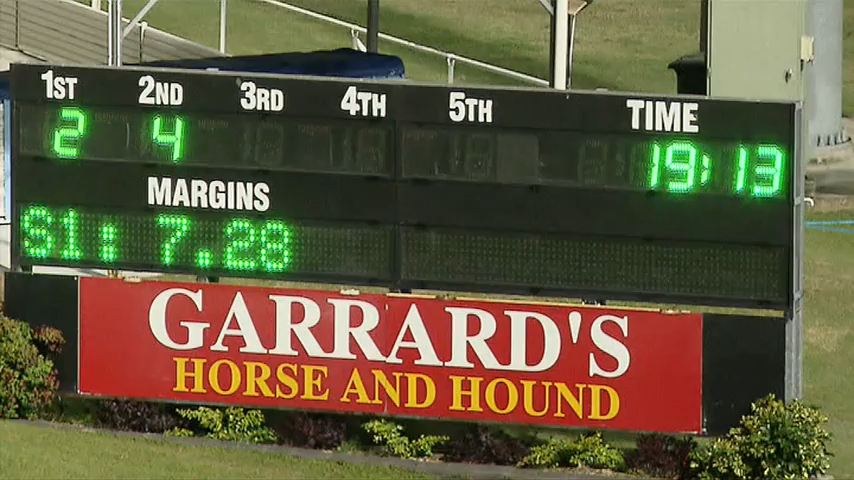 1ST 2ND 3RD 4TH 5TH TIME
2 4 19:13
MARGINS
S1: 7.28
GARRARD'S
HORSE AND HOUND